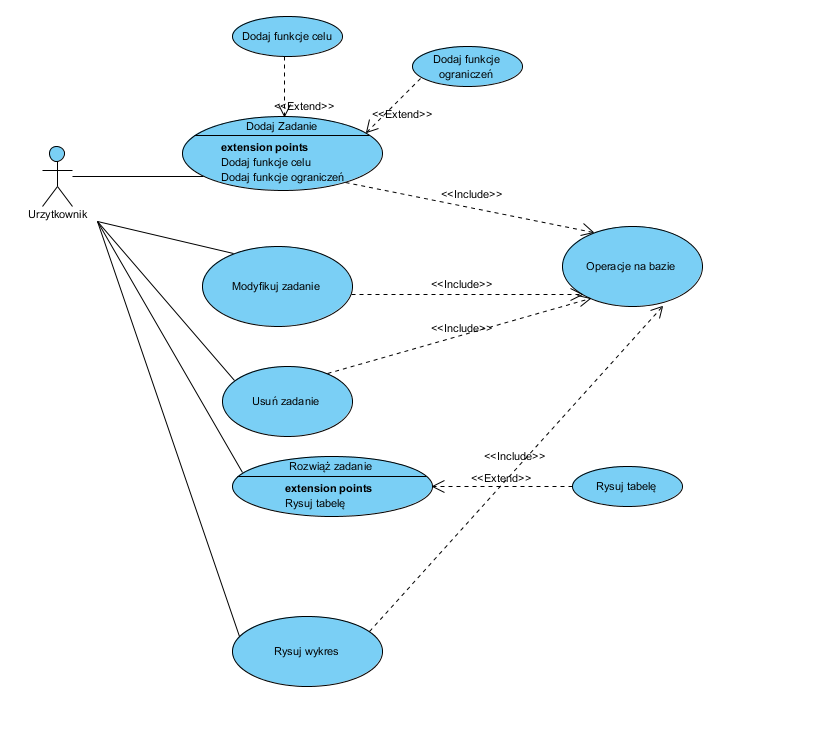 Dodaj funkcje celu
Dodaj funkcje
ograniczeń
<<Extend>>
<<Extend>>
Dodaj Zadanie
extension points
Dodaj funkcje celu
Dodaj funkcje ograniczeń
Urzytkownik
<<Include>>
Operacje na bazie
Modyfikuj zadanie
<<Include>>
<<Include>>
Usuń zadanie
<<Include>>
Rozwiąż zadanie
<<Extend>>
extension points
Rysuj tabelę
Rysuj tabelę
Rysuj wykres